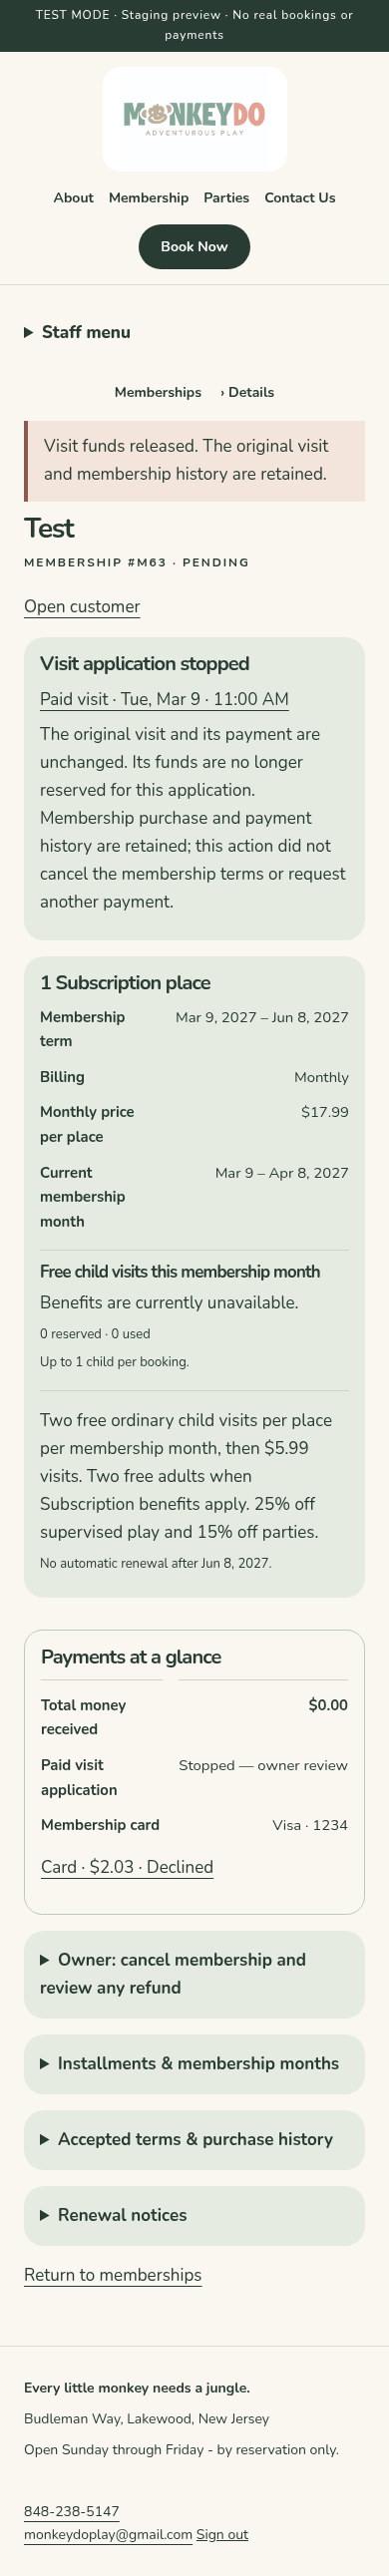 TEST MODE · Staging preview · No real bookings or
payments
MONKEYDO
ADVENTUROUS PLAY
About Membership Parties Contact Us
Book Now
▶ Staff menu
Memberships › Details
Visit funds released. The original visit
and membership history are retained.
Test
MEMBERSHIP #M63 · PENDING
Open customer
Visit application stopped
Paid visit · Tue, Mar 9 · 11:00 AM
The original visit and its payment are
unchanged. Its funds are no longer
reserved for this application.
Membership purchase and payment
history are retained; this action did not
cancel the membership terms or request
another payment.
1 Subscription place
Membership Mar 9, 2027 – Jun 8, 2027
term
Billing Monthly
Monthly price $17.99
per place
Current Mar 9 – Apr 8, 2027
membership
month
Free child visits this membership month
Benefits are currently unavailable.
0 reserved · 0 used
Up to 1 child per booking.
Two free ordinary child visits per place
per membership month, then $5.99
visits. Two free adults when
Subscription benefits apply. 25% off
supervised play and 15% off parties.
No automatic renewal after Jun 8, 2027.
Payments at a glance
Total money $0.00
received
Paid visit Stopped — owner review
application
Membership card Visa · 1234
Card · $2.03 · Declined
▶ Owner: cancel membership and
review any refund
▶ Installments & membership months
▶ Accepted terms & purchase history
▶ Renewal notices
Return to memberships
Every little monkey needs a jungle.
Budleman Way, Lakewood, New Jersey
Open Sunday through Friday - by reservation only.
848-238-5147
monkeydoplay@gmail.com Sign out